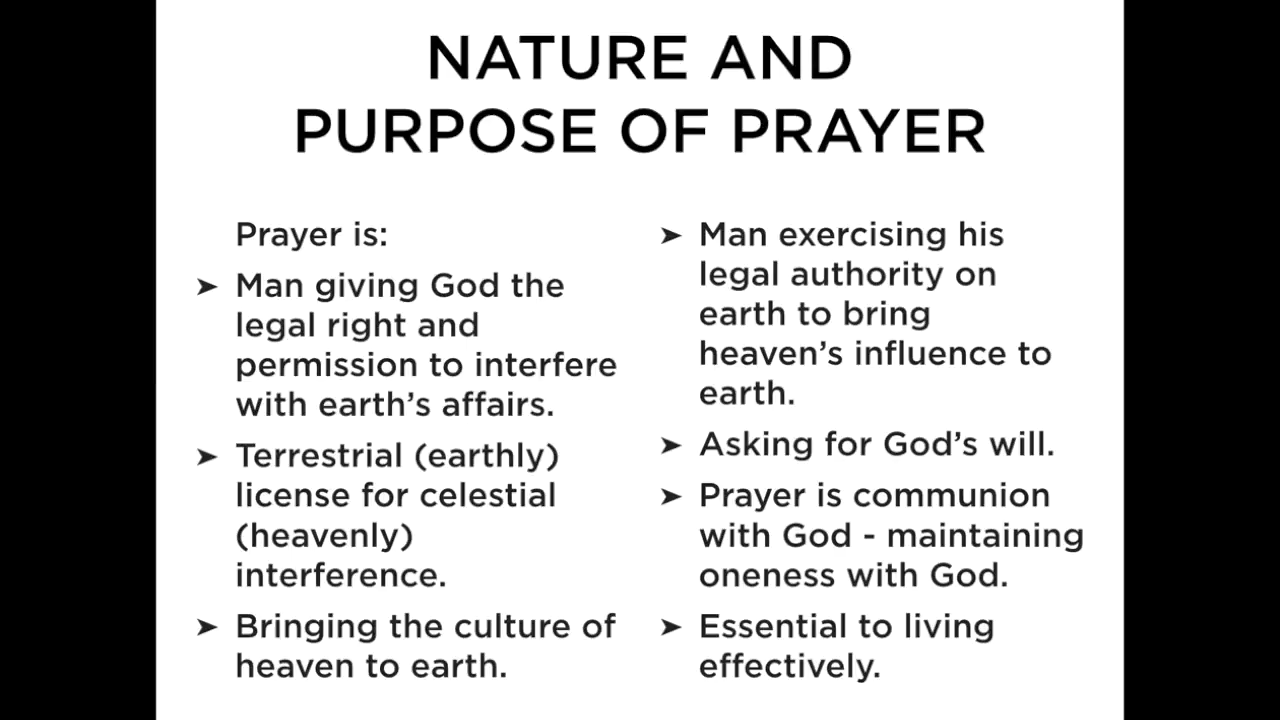 NATURE AND
PURPOSE OF PRAYER
Prayer is:
➤ Man giving God the
legal right and
permission to interfere
with earth’s affairs.
➤ Terrestrial (earthly)
license for celestial
(heavenly)
interference.
➤ Bringing the culture of
heaven to earth.
➤ Man exercising his
legal authority on
earth to bring
heaven’s influence to
earth.
➤ Asking for God’s will.
➤ Prayer is communion
with God - maintaining
oneness with God.
➤ Essential to living
effectively.